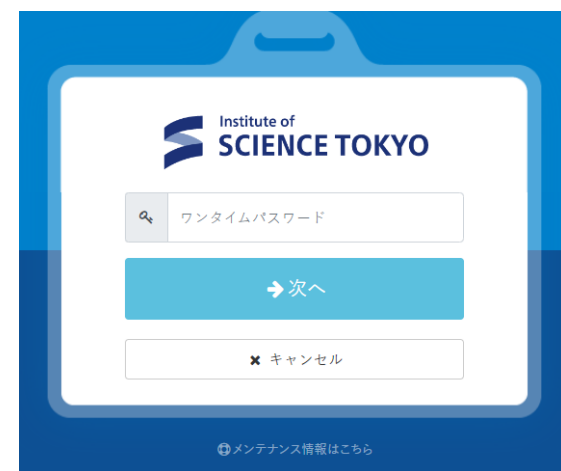 Institute of
SCIENCE TOKYO
ワンタイムパスワード
次へ
キャンセル
メンテナンス情報はこちら